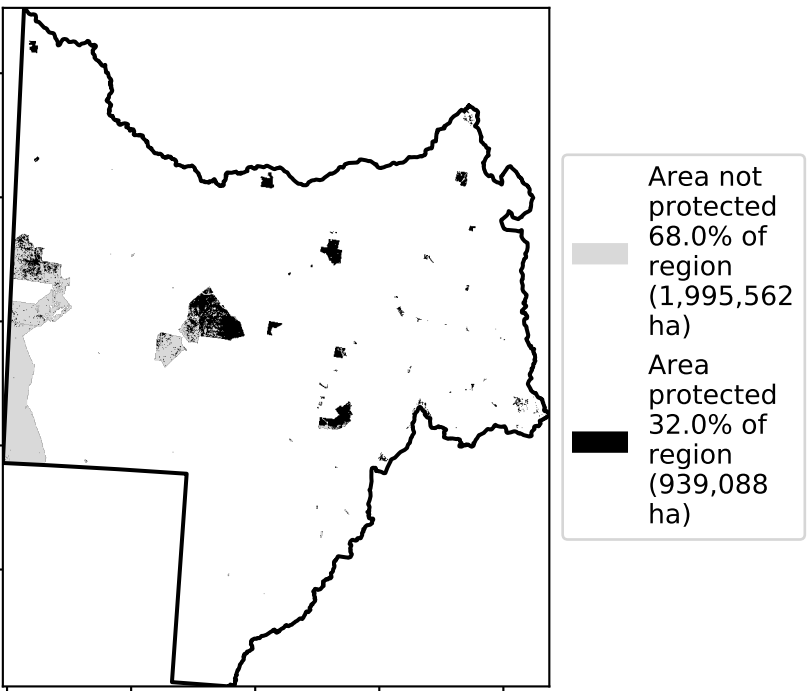 Area not
protected
68.0% of
region
(1,995,562
ha)
Area
protected
32.0% of
region
(939,088
ha)